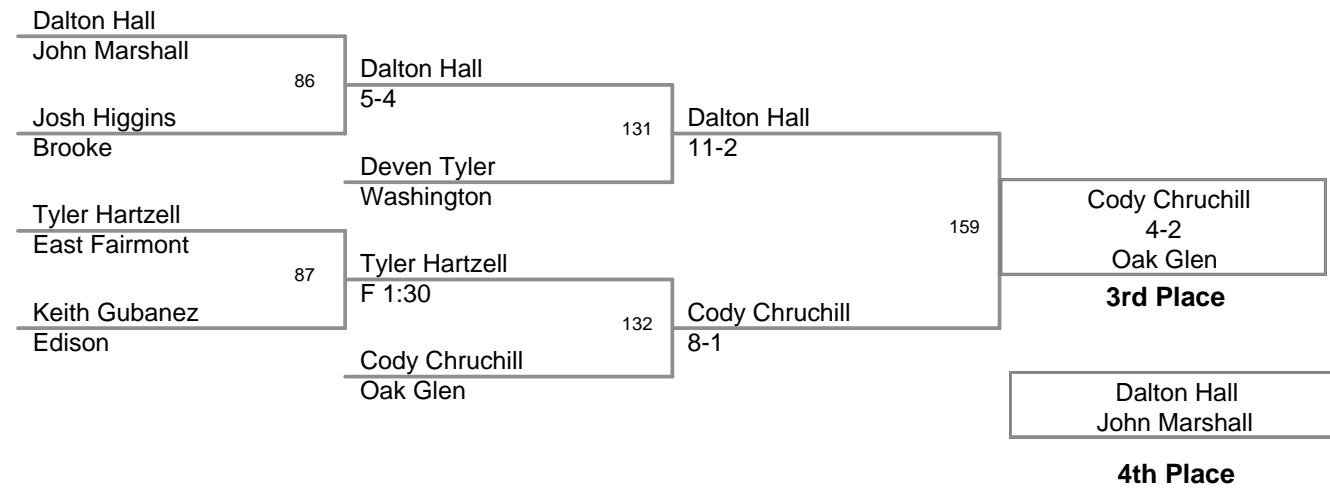 Dalton Hall
John Marshall
86
Josh Higgins
Brooke
Dalton Hall
5-4
131
Deven Tyler
Washington
Tyler Hartzell
East Fairmont
87
Keith Gubanez
Edison
Tyler Hartzell
F 1:30
132
Cody Chruchill
Oak Glen
Dalton Hall
11-2
159
Cody Chruchill
8-1
Cody Chruchill
4-2
Oak Glen
3rd Place
Dalton Hall
John Marshall
4th Place